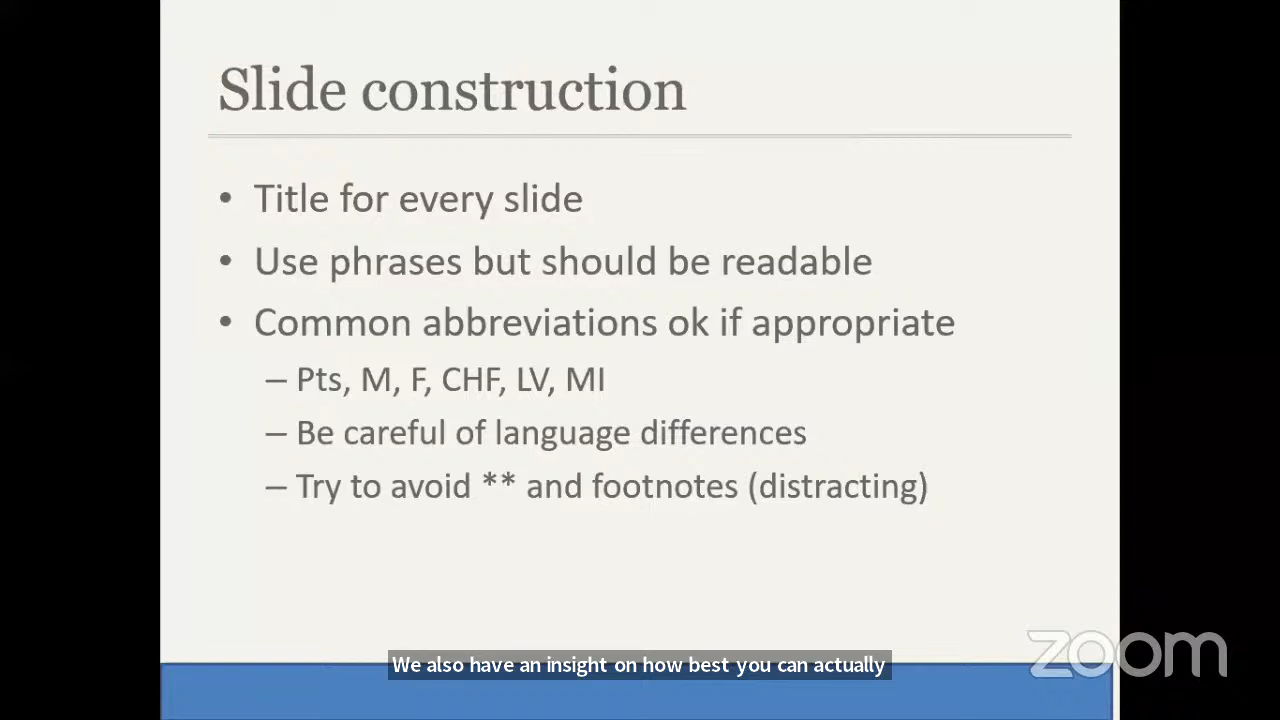 Slide construction
• Title for every slide
• Use phrases but should be readable
• Common abbreviations ok if appropriate
– Pts, M, F, CHF, LV, MI
– Be careful of language differences
– Try to avoid ** and footnotes (distracting)
We also have an insight on how best you can actually
zoom